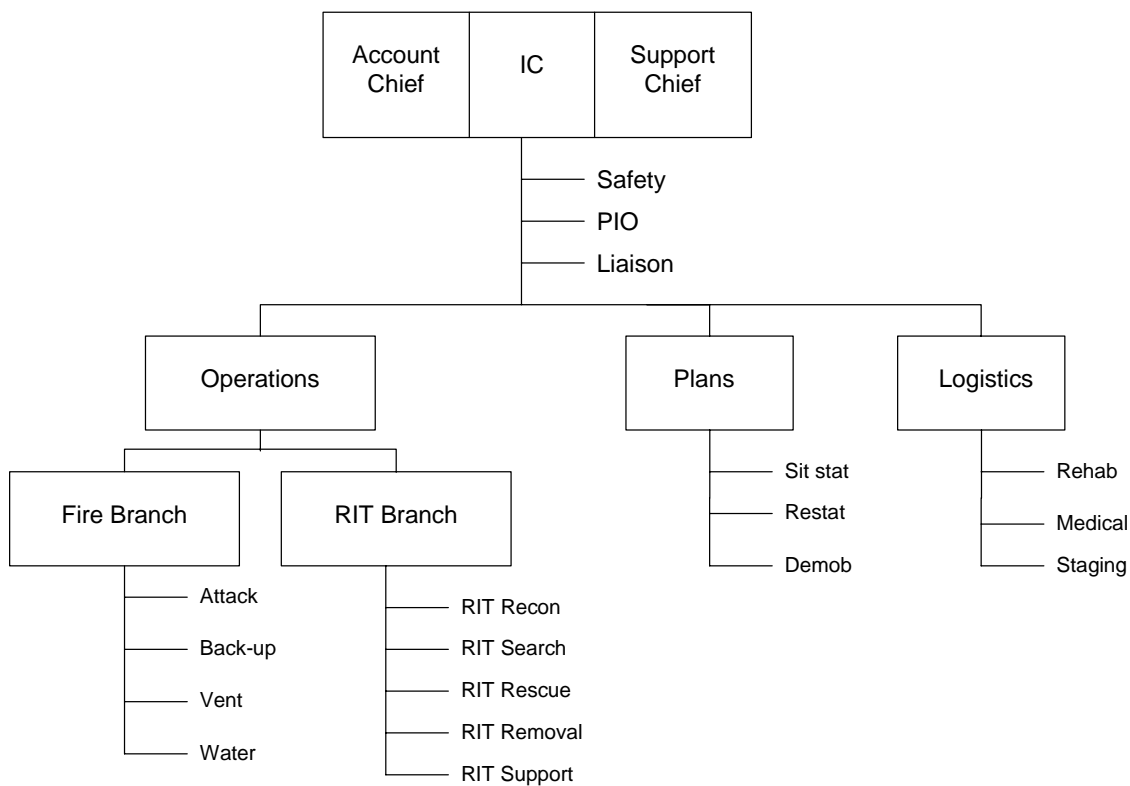 Account
Chief
IC
Support
Chief
Safety
PIO
Liaison
Operations
Plans
Logistics
Fire Branch
RIT Branch
Attack
Back-up
Vent
Water
RIT Recon
RIT Search
RIT Rescue
RIT Removal
RIT Support
Sit stat
Restat
Demob
Rehab
Medical
Staging